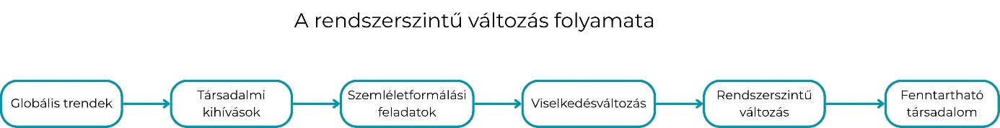 A rendszerszintű változás folyamata
Globális trendek
Társadalmi
kihívások
Szemléletformálási
feladatok
Viselkedésváltozás
Rendszerszintű
változás
Fenntartható
társadalom